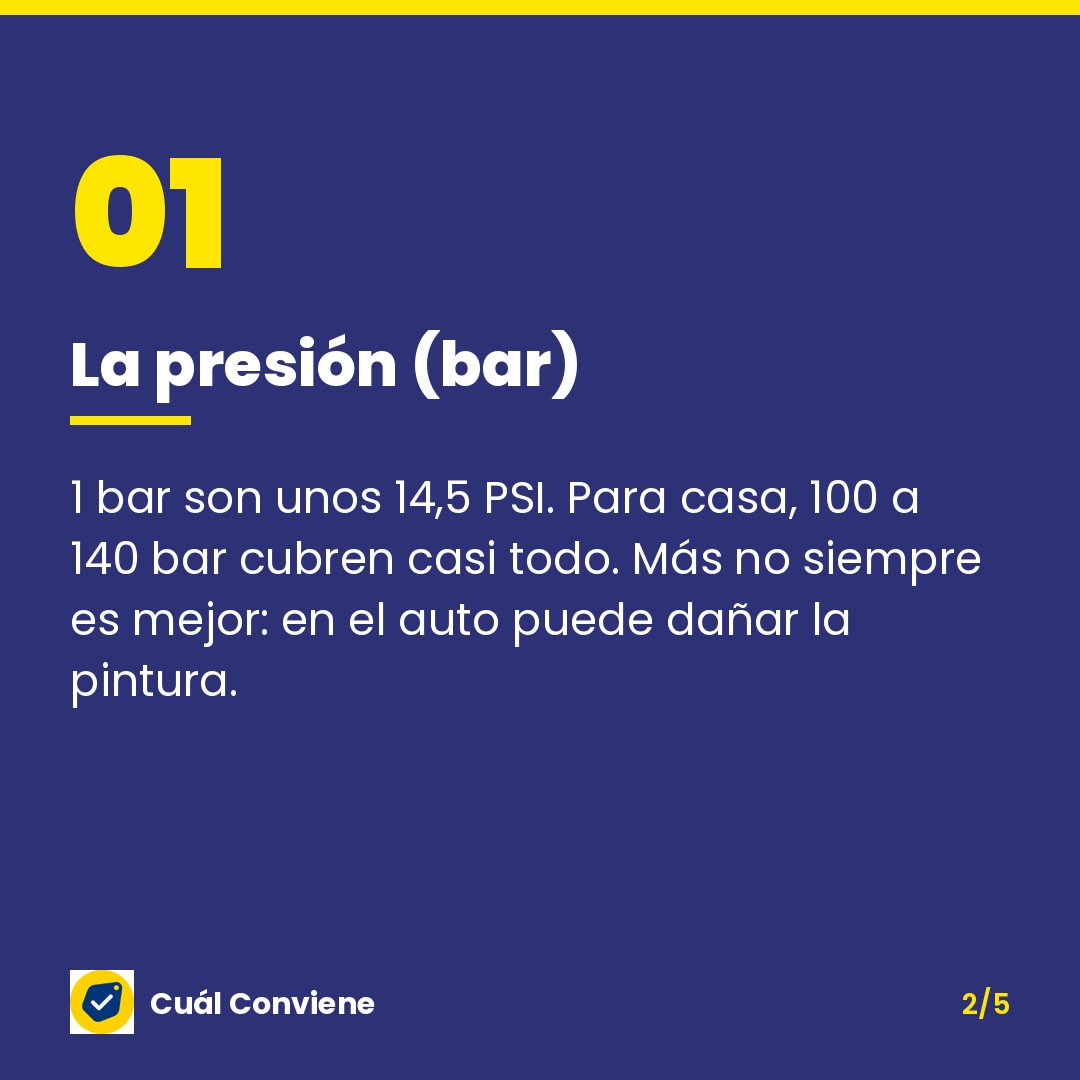 01
La presión (bar)
1 bar son unos 14,5 PSI. Para casa, 100 a
140 bar cubren casi todo. Más no siempre
es mejor: en el auto puede dañar la
pintura.
Cuál Conviene
2/5